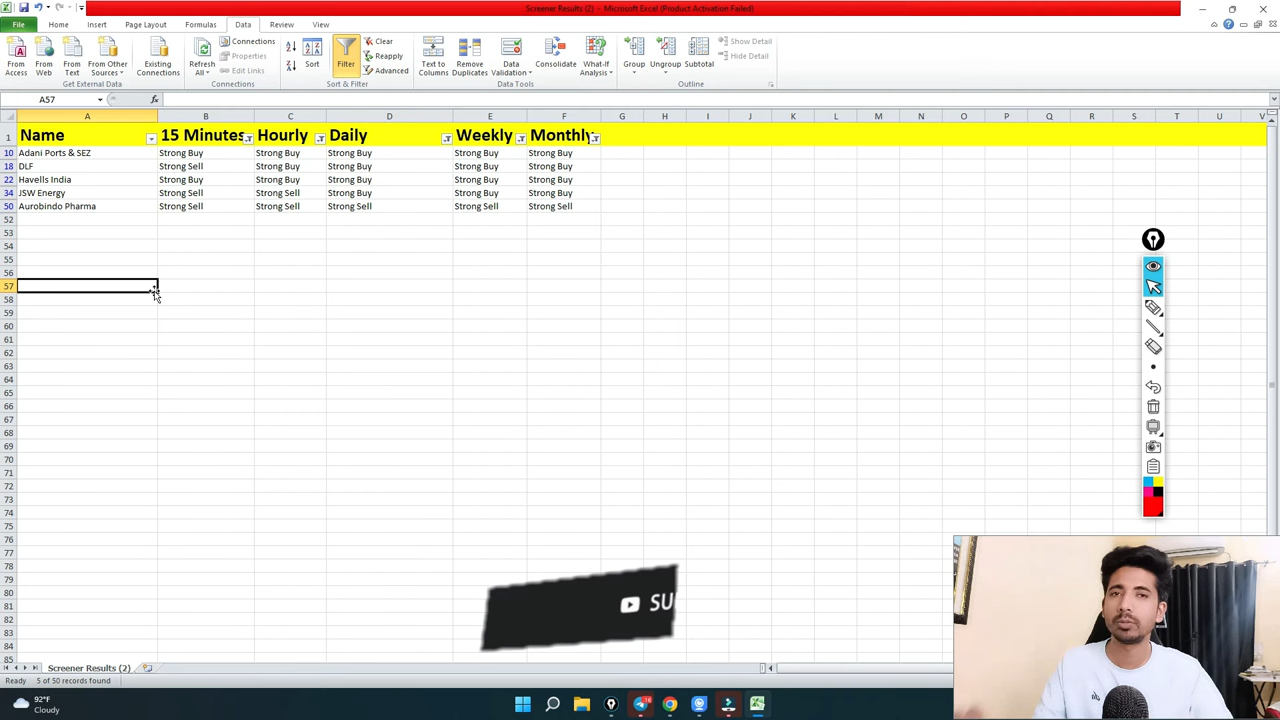 Screener Results (2) - Microsoft Excel (Product Activation Failed)
File Home Insert Page Layout Formulas Data Review View
From Access
From Web
From Text
From Other Sources
Existing Connections
Get External Data
Refresh All
Connections
Properties
Edit Links
Connections
Sort
Filter
Clear
Reapply
Advanced
Sort & Filter
Text to Columns
Remove Duplicates
Data Validation
Consolidate
What-If Analysis
Data Tools
Group
Ungroup
Subtotal
Show Detail
Hide Detail
Outline
A57 fx
A B C D E F G H I J K L M N O P Q R S T U V
1 Name 15 Minutes Hourly Daily Weekly Monthly
10 Adani Ports & SEZ Strong Buy Strong Buy Strong Buy Strong Buy Strong Buy
18 DLF Strong Sell Strong Buy Strong Buy Strong Buy Strong Buy
22 Havells India Strong Buy Strong Buy Strong Buy Strong Buy Strong Buy
34 JSW Energy Strong Sell Strong Sell Strong Buy Strong Buy Strong Buy
50 Aurobindo Pharma Strong Sell Strong Sell Strong Sell Strong Sell Strong Sell
52
53
54
55
56
57
58
59
60
61
62
63
64
65
66
67
68
69
70
71
72
73
74
75
76
77
78
79
80
81
82
83
84
85
Screener Results (2)
Ready 5 of 50 records found
92°F
Cloudy